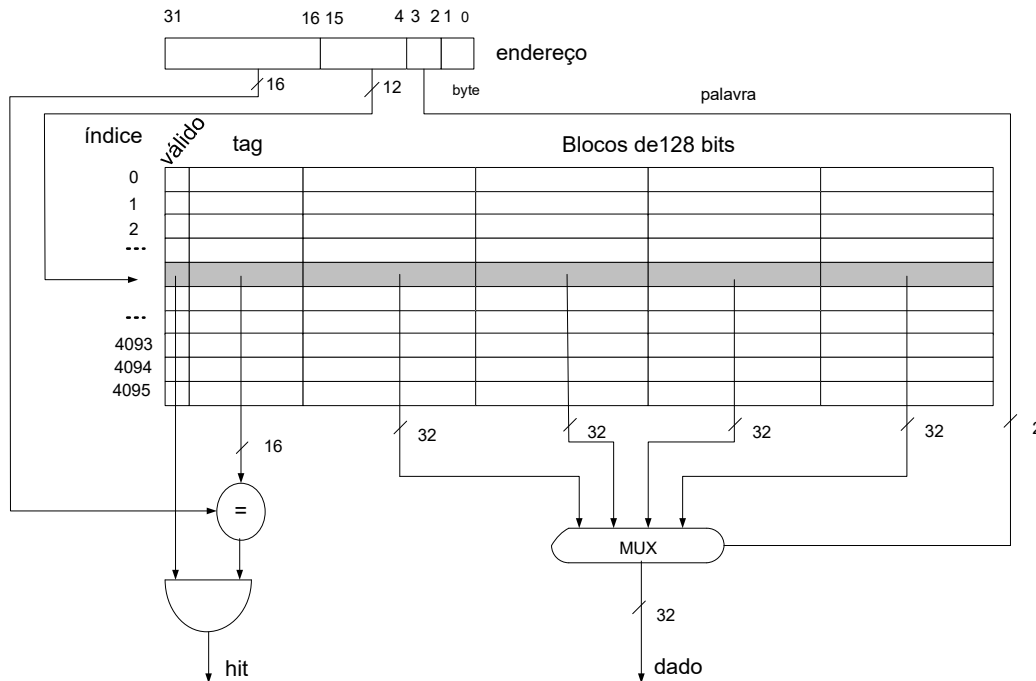 31 16 15 4 3 2 1 0
endereço
16 12 byte palavra
índice válido tag Blocos de128 bits
0
1
2
---
---
4093
4094
4095
16 32 32 32 32 2
=
MUX
32
hit dado